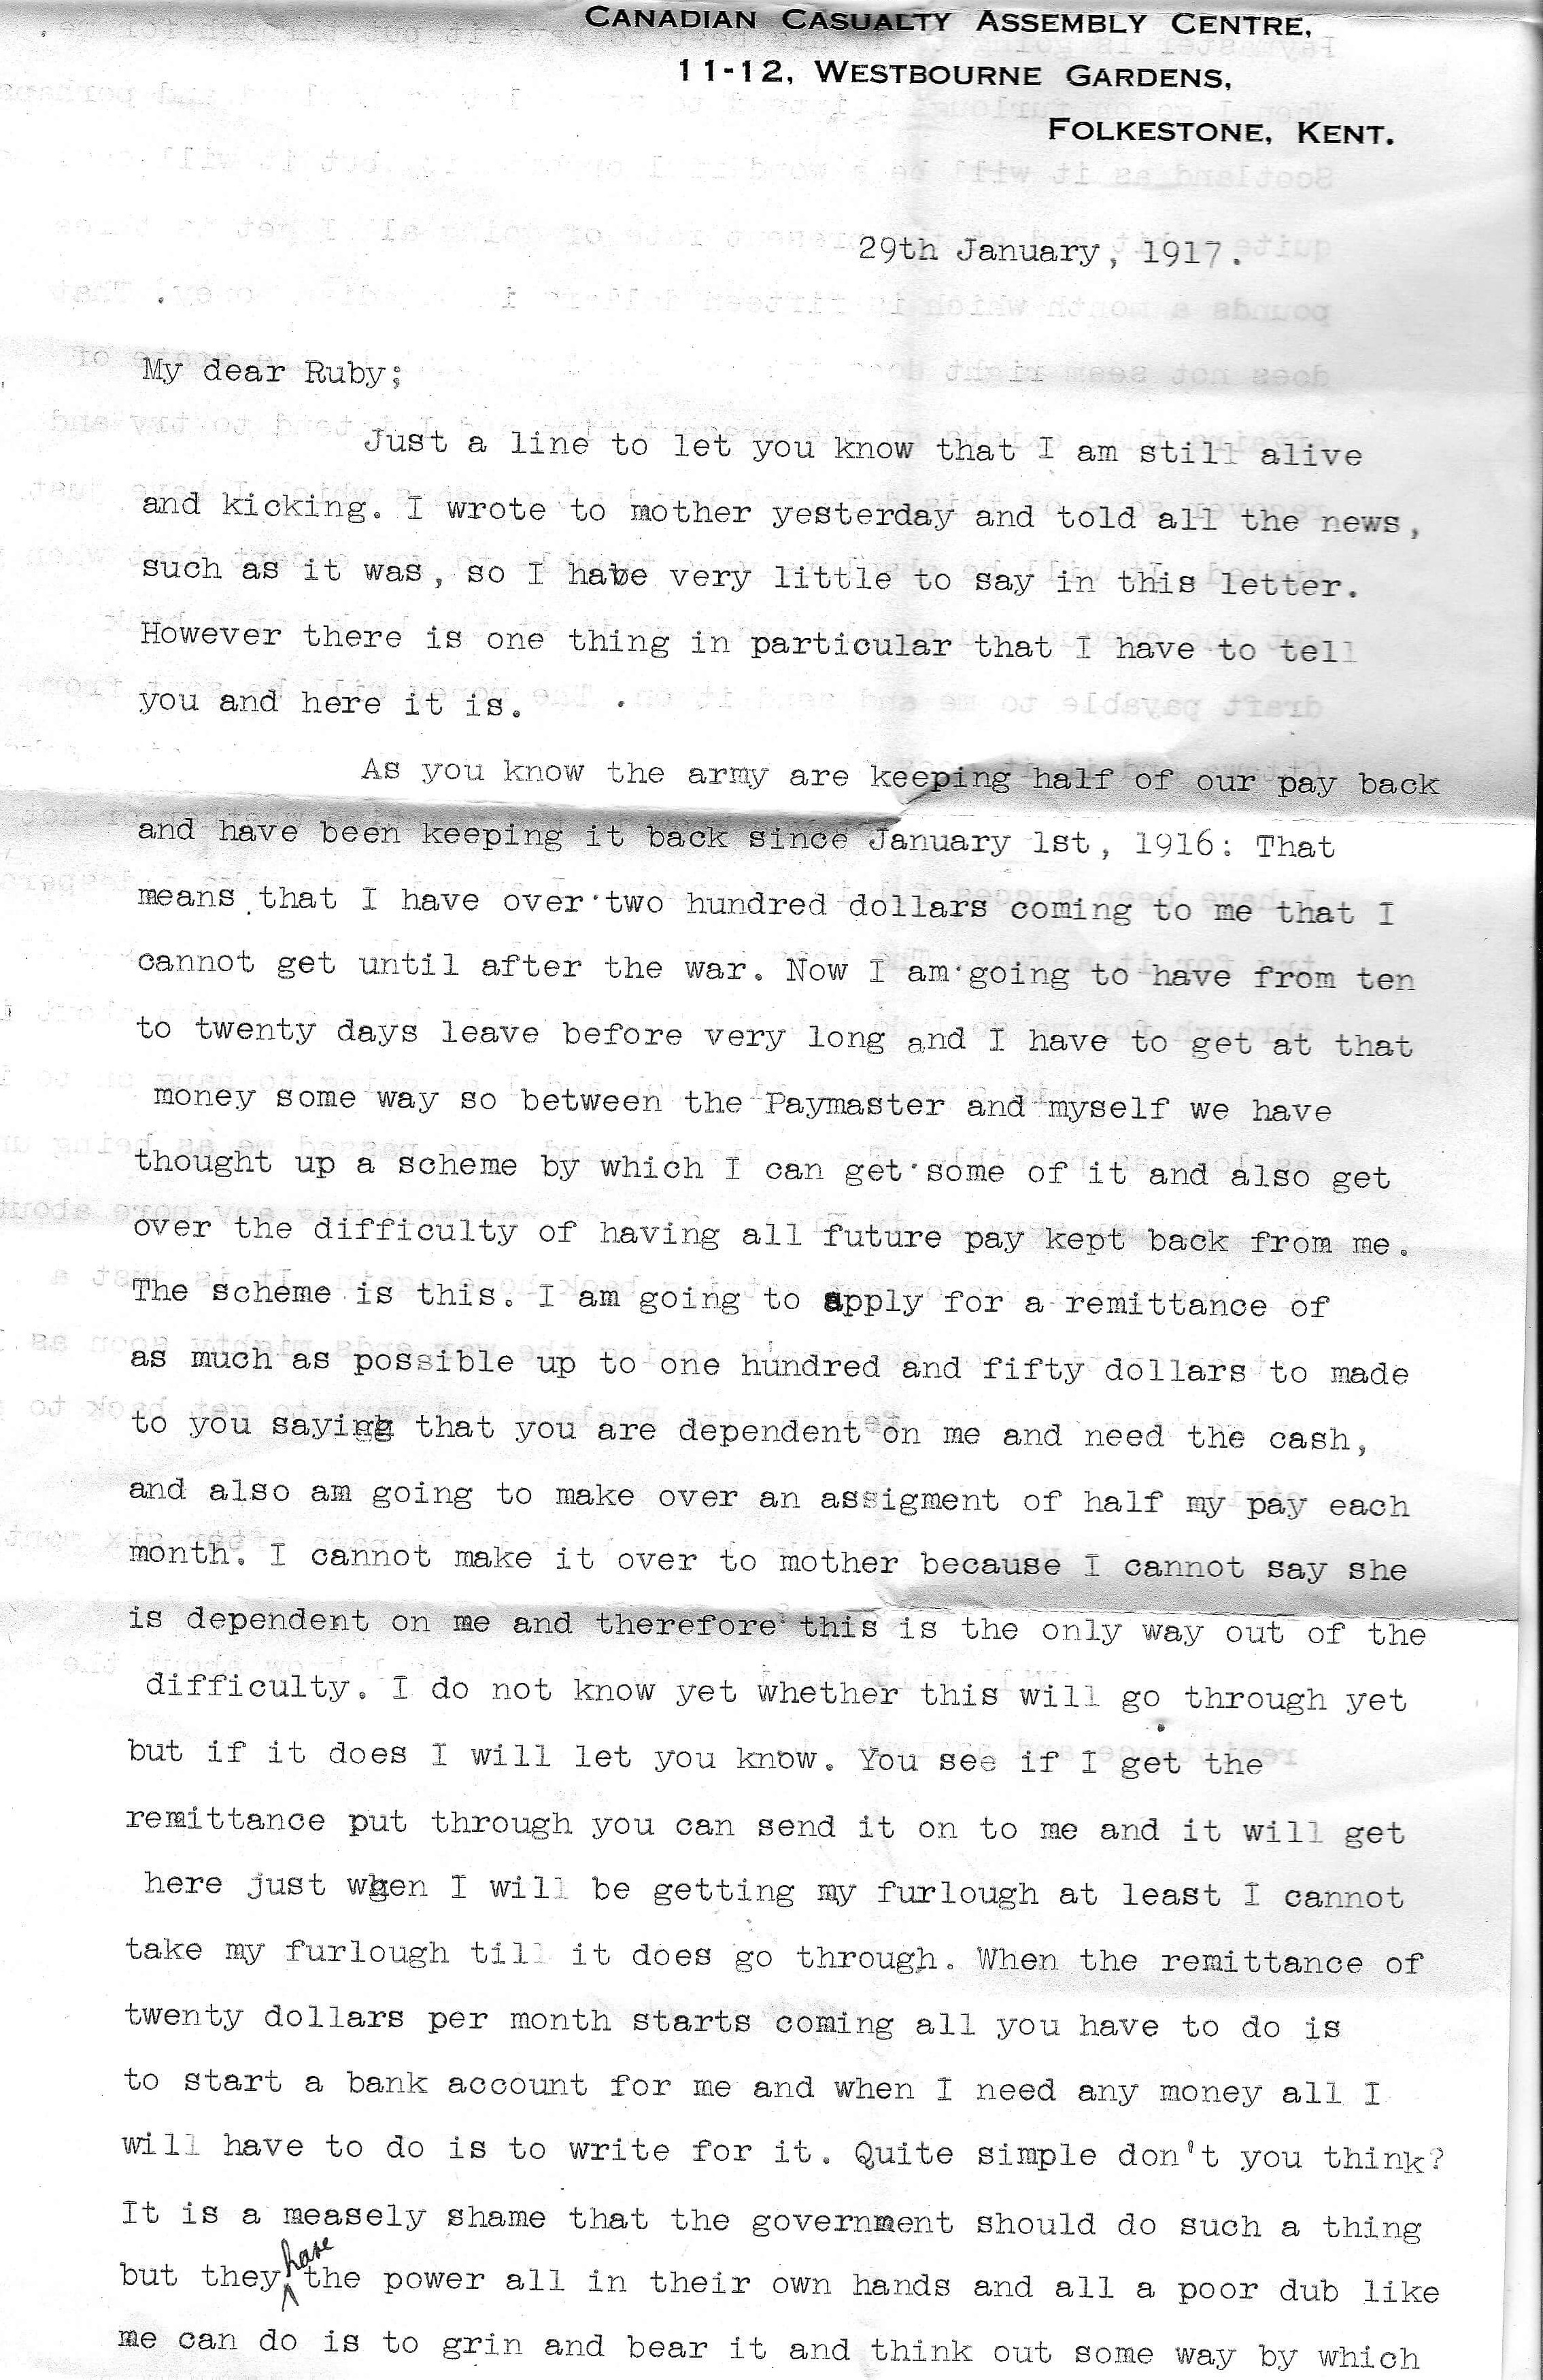 CANADIAN CASUALTY ASSEMBLY CENTRE,
11-12, WESTBOURNE GARDENS,
FOLKESTONE, KENT.
29th January, 1917.
My dear Ruby;
Just a line to let you know that I am still alive
and kicking. I wrote to mother yesterday and told all the news,
such as it was, so I have very little to say in this letter.
However there is one thing in particular that I have to tell
you and here it is.
As you know the army are keeping half of our pay back
and have been keeping it back since January 1st, 1916: That
means that I have over two hundred dollars coming to me that I
cannot get until after the war. Now I am going to have from ten
to twenty days leave before very long and I have to get at that
money some way so between the Paymaster and myself we have
thought up a scheme by which I can get some of it and also get
over the difficulty of having all future pay kept back from me.
The scheme is this. I am going to apply for a remittance of
as much as possible up to one hundred and fifty dollars to made
to you saying that you are dependent on me and need the cash,
and also am going to make over an assigment of half my pay each
month. I cannot make it over to mother because I cannot say she
is dependent on me and therefore this is the only way out of the
difficulty. I do not know yet whether this will go through yet
but if it does I will let you know. You see if I get the
remittance put through you can send it on to me and it will get
here just when I will be getting my furlough at least I cannot
take my furlough till it does go through. When the remittance of
twenty dollars per month starts coming all you have to do is
to start a bank account for me and when I need any money all I
will have to do is to write for it. Quite simple don't you think?
It is a measely shame that the government should do such a thing
but they have the power all in their own hands and all a poor dub like
me can do is to grin and bear it and think out some way by which